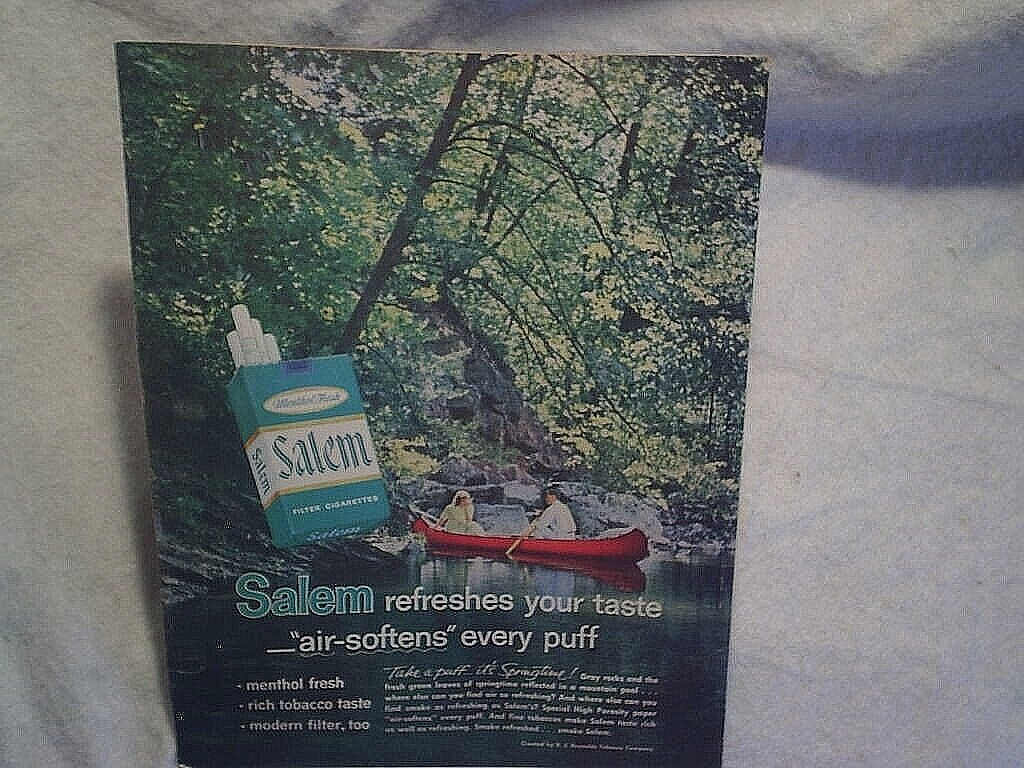 Menthol Fresh
Salem
Salem
FILTER CIGARETTES
Salem refreshes your taste
—"air-softens" every puff
- menthol fresh
- rich tobacco taste
- modern filter, too
Take a puff.. it's Springtime! Gray rocks and the
fresh green leaves of springtime reflected in a mountain pool . . .
where else can you find air so refreshing? And where else can you
find smoke as refreshing as Salem's? Special High Porosity paper
"air-softens" every puff. And fine tobaccos make Salem taste rich
as well as refreshing. Smoke refreshed . . . smoke Salem.
Created by R. J. Reynolds Tobacco Company